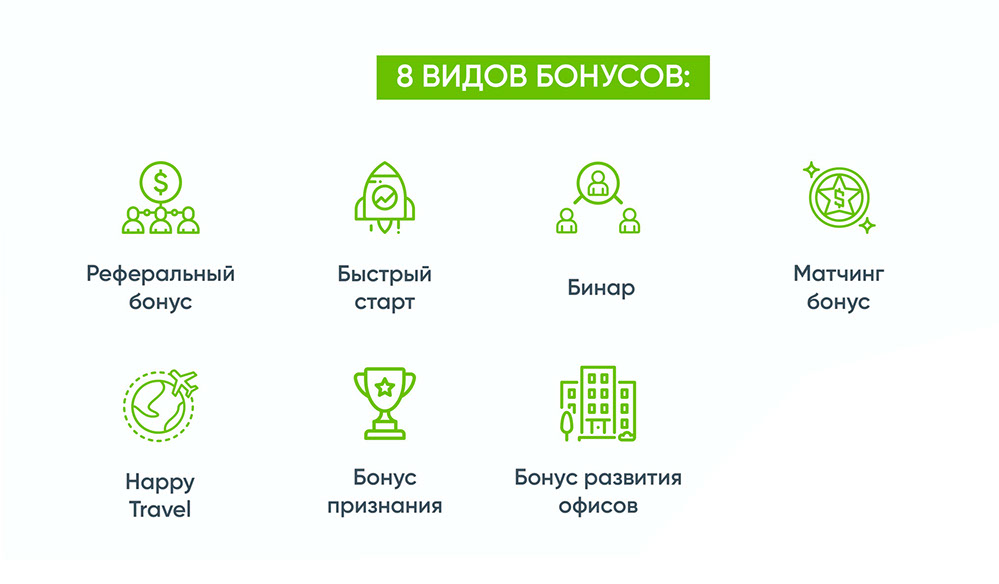 8 ВИДОВ БОНУСОВ:
Реферальный
бонус
Быстрый
старт
Бинар
Матчинг
бонус
Happy
Travel
Бонус
признания
Бонус развития
офисов